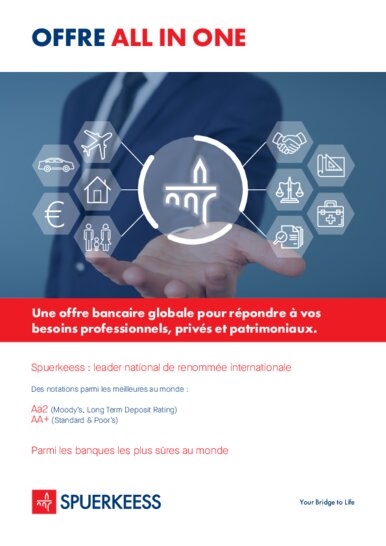 OFFRE ALL IN ONE
€
Une offre bancaire globale pour répondre à vos
besoins professionnels, privés et patrimoniaux.
Spuerkeess : leader national de renommée internationale
Des notations parmi les meilleures au monde :
Aa2 (Moody's, Long Term Deposit Rating)
AA+ (Standard & Poor's)
Parmi les banques les plus sûres au monde
SPUERKEESS
Your Bridge to Life